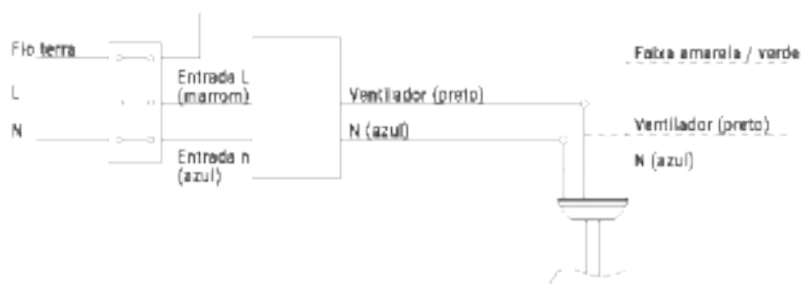 Fio terra
L
N
Entrada L
(marrom)
Entrada n
(azul)
Ventilador (preto)
N (azul)
Faixa amarela / verde
Ventilador (preto)
N (azul)